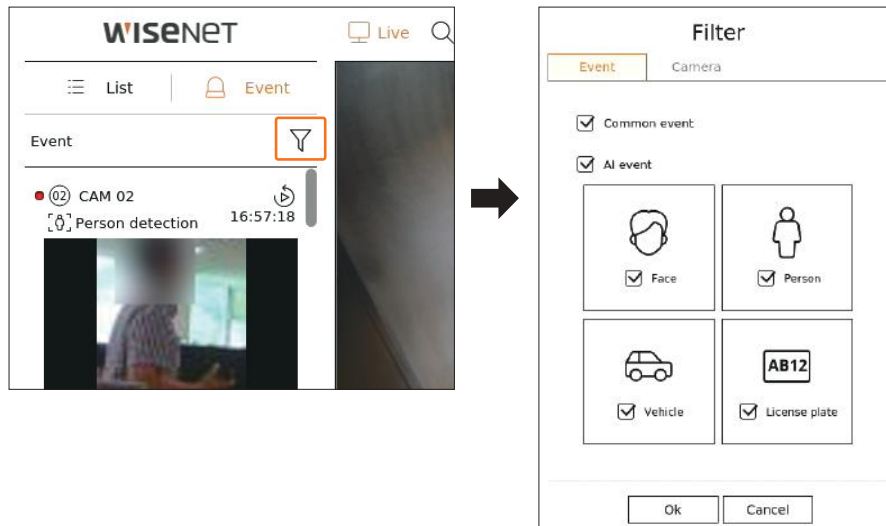 WISENET
Live
List
Event
Event
02 CAM 02
Person detection 16:57:18
Filter
Event Camera
Common event
AI event
Face
Person
Vehicle
AB12
License plate
Ok
Cancel